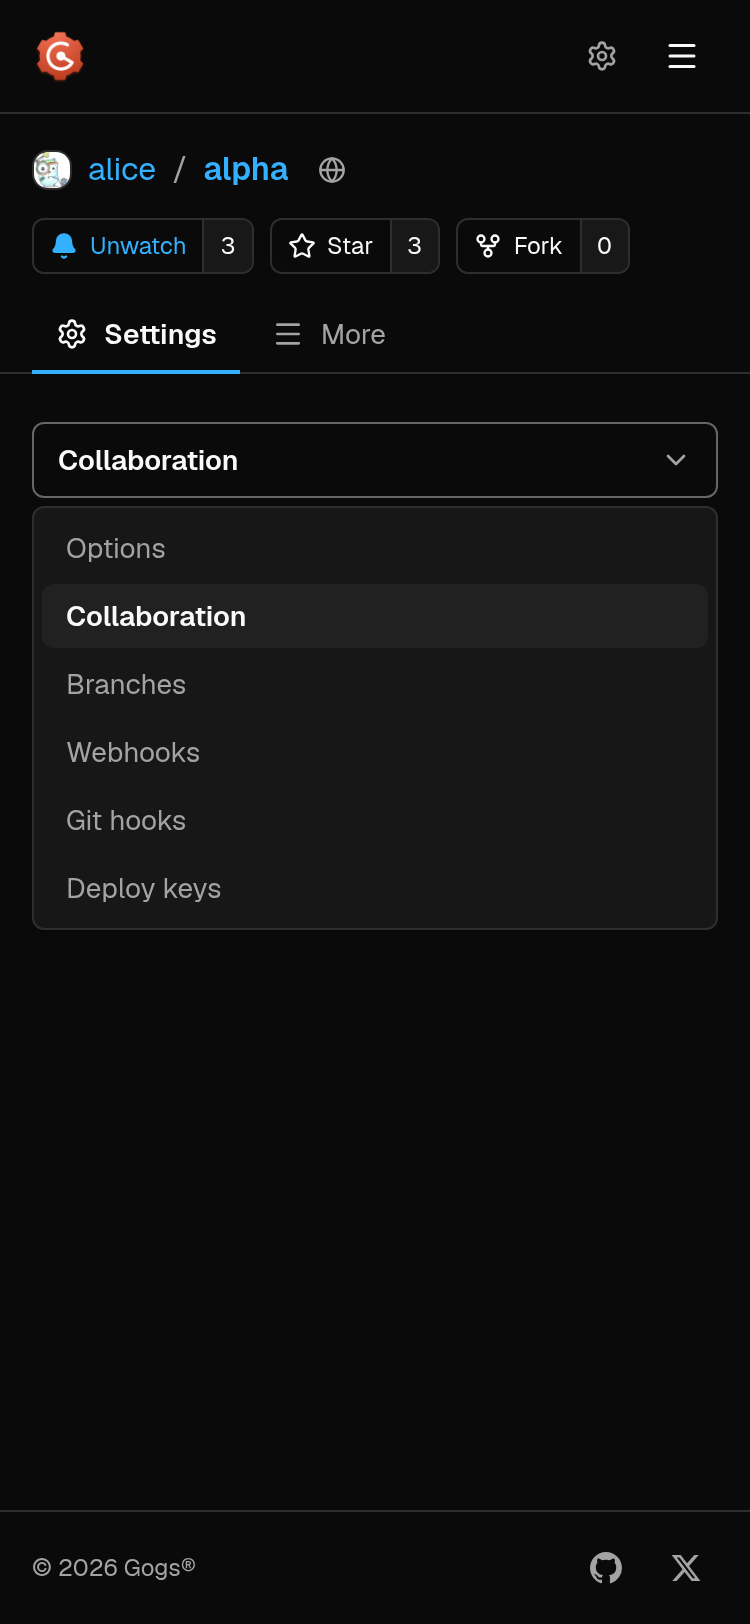 alice / alpha
Unwatch 3 Star 3 Fork 0
Settings More
Collaboration
Options
Collaboration
Branches
Webhooks
Git hooks
Deploy keys
© 2026 Gogs®